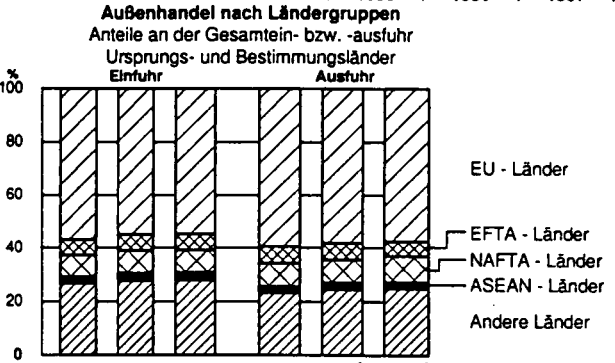 Außenhandel nach Ländergruppen
Anteile an der Gesamtein- bzw. -ausfuhr
Ursprungs- und Bestimmungsländer
Einfuhr Ausfuhr
%
100
80
60
40
20
0
EU - Länder
EFTA - Länder
NAFTA - Länder
ASEAN - Länder
Andere Länder